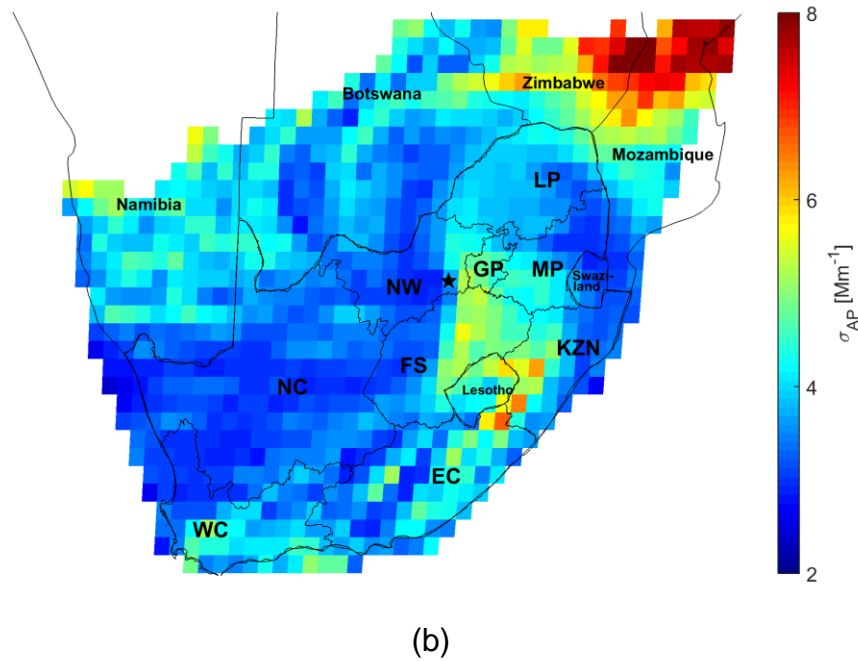 8
Zimbabwe
Botswana
Mozambique
LP
6
Namibia
GP
MP
Swazi-
land
NW
σAP [Mm⁻¹]
KZN
FS
NC
Lesotho
4
EC
WC
2
(b)